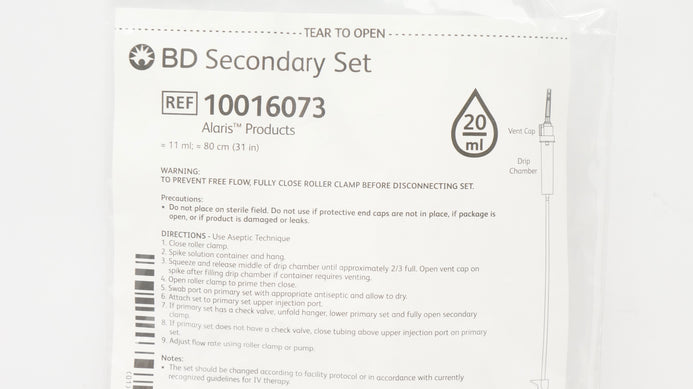 TEAR TO OPEN
BD Secondary Set
REF 10016073
Alaris™ Products
≈ 11 ml; ≈ 80 cm (31 in)
20
ml
Vent Cap
Drip
Chamber
WARNING:
TO PREVENT FREE FLOW, FULLY CLOSE ROLLER CLAMP BEFORE DISCONNECTING SET.
Precautions:
• Do not place on sterile field. Do not use if protective end caps are not in place, if package is
open, or if product is damaged or leaks.
DIRECTIONS - Use Aseptic Technique
1. Close roller clamp.
2. Spike solution container and hang.
3. Squeeze and release middle of drip chamber until approximately 2/3 full. Open vent cap on
spike after filling drip chamber if container requires venting.
4. Open roller clamp to prime then close.
5. Swab port on primary set with appropriate antiseptic and allow to dry.
6. Attach set to primary set upper injection port.
7. If primary set has a check valve, unfold hanger, lower primary set and fully open secondary
clamp.
8. If primary set does not have a check valve, close tubing above upper injection port on primary
set.
9. Adjust flow rate using roller clamp or pump.
Notes:
• The set should be changed according to facility protocol or in accordance with currently
recognized guidelines for IV therapy.